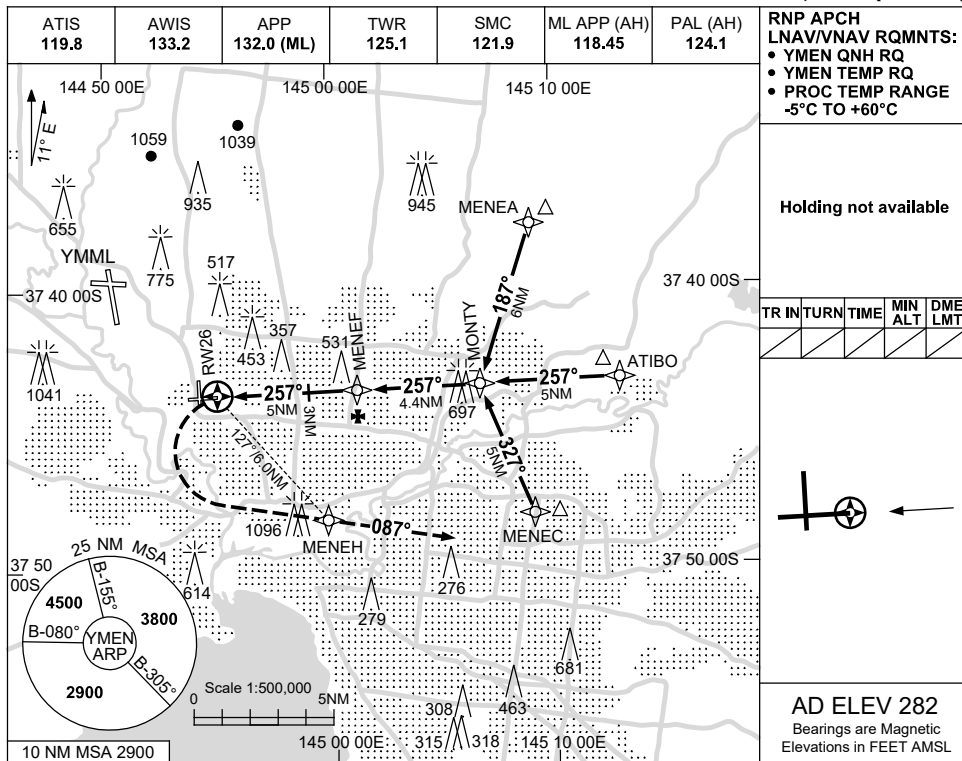 ATIS
119.8
AWIS
133.2
APP
132.0 (ML)
TWR
125.1
SMC
121.9
ML APP (AH)
118.45
PAL (AH)
124.1
RNP APCH
LNAV/VNAV RQMNTS:
• YMEN QNH RQ
• YMEN TEMP RQ
• PROC TEMP RANGE
-5°C TO +60°C
Holding not available
TR IN
TURN
TIME
MIN ALT
DME LMT
144 50 00E
145 00 00E
145 10 00E
11° E
1059
1039
655
935
945
MENEA
YMML
775
517
37 40 00S
37 40 00S
187°
6NM
453
357
531
MENEF
MONTY
ATIBO
RW26
1041
257°
5NM
3NM
257°
4.4NM
697
257°
5NM
127°/6.0NM
327°
5NM
1096
MENEH
087°
MENEC
25 NM MSA
37 50 00S
37 50 00S
614
276
279
B-155°
4500
3800
B-080°
YMEN ARP
B-305°
2900
681
Scale 1:500,000
0
5NM
463
308
315
318
10 NM MSA 2900
145 00 00E
145 10 00E
AD ELEV 282
Bearings are Magnetic
Elevations in FEET AMSL